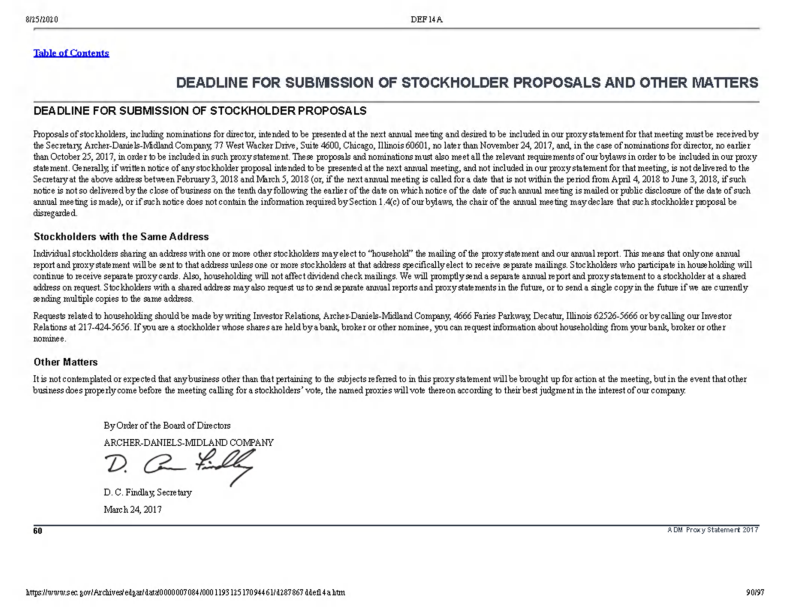 8/25/2020 DEF 14A
Table of Contents
DEADLINE FOR SUBMISSION OF STOCKHOLDER PROPOSALS AND OTHER MATTERS
DEADLINE FOR SUBMISSION OF STOCKHOLDER PROPOSALS
Proposals of stockholders, including nominations for director, intended to be presented at the next annual meeting and desired to be included in our proxy statement for that meeting must be received by
the Secretary, Archer-Daniels-Midland Company, 77 West Wacker Drive, Suite 4600, Chicago, Illinois 60601, no later than November 24, 2017, and, in the case of nominations for director, no earlier
than October 25, 2017, in order to be included in such proxy statement. These proposals and nominations must also meet all the relevant requirements of our bylaws in order to be included in our proxy
statement. Generally, if written notice of any stockholder proposal intended to be presented at the next annual meeting, and not included in our proxy statement for that meeting, is not delivered to the
Secretary at the above address between February 3, 2018 and March 5, 2018 (or, if the next annual meeting is called for a date that is not within the period from April 4, 2018 to June 3, 2018, if such
notice is not so delivered by the close of business on the tenth day following the earlier of the date on which notice of the date of such annual meeting is mailed or public disclosure of the date of such
annual meeting is made), or if such notice does not contain the information required by Section 1.4(c) of our bylaws, the chair of the annual meeting may declare that such stockholder proposal be
disregarded.
Stockholders with the Same Address
Individual stockholders sharing an address with one or more other stockholders may elect to “household” the mailing of the proxy statement and our annual report. This means that only one annual
report and proxy statement will be sent to that address unless one or more stockholders at that address specifically elect to receive separate mailings. Stockholders who participate in householding will
continue to receive separate proxy cards. Also, householding will not affect dividend check mailings. We will promptly send a separate annual report and proxy statement to a stockholder at a shared
address on request. Stockholders with a shared address may also request us to send separate annual reports and proxy statements in the future, or to send a single copy in the future if we are currently
sending multiple copies to the same address.
Requests related to householding should be made by writing Investor Relations, Archer-Daniels-Midland Company, 4666 Faries Parkway, Decatur, Illinois 62526-5666 or by calling our Investor
Relations at 217-424-5656. If you are a stockholder whose shares are held by a bank, broker or other nominee, you can request information about householding from your bank, broker or other
nominee.
Other Matters
It is not contemplated or expected that any business other than that pertaining to the subjects referred to in this proxy statement will be brought up for action at the meeting, but in the event that other
business does properly come before the meeting calling for a stockholders’ vote, the named proxies will vote thereon according to their best judgment in the interest of our company.
By Order of the Board of Directors
ARCHER-DANIELS-MIDLAND COMPANY
D. Cam Findlay
D. C. Findlay, Secretary
March 24, 2017
60 ADM Proxy Statement 2017
https://www.sec.gov/Archives/edgar/data/0000007084/000119312517094461/d287867ddef14a.htm 90/97